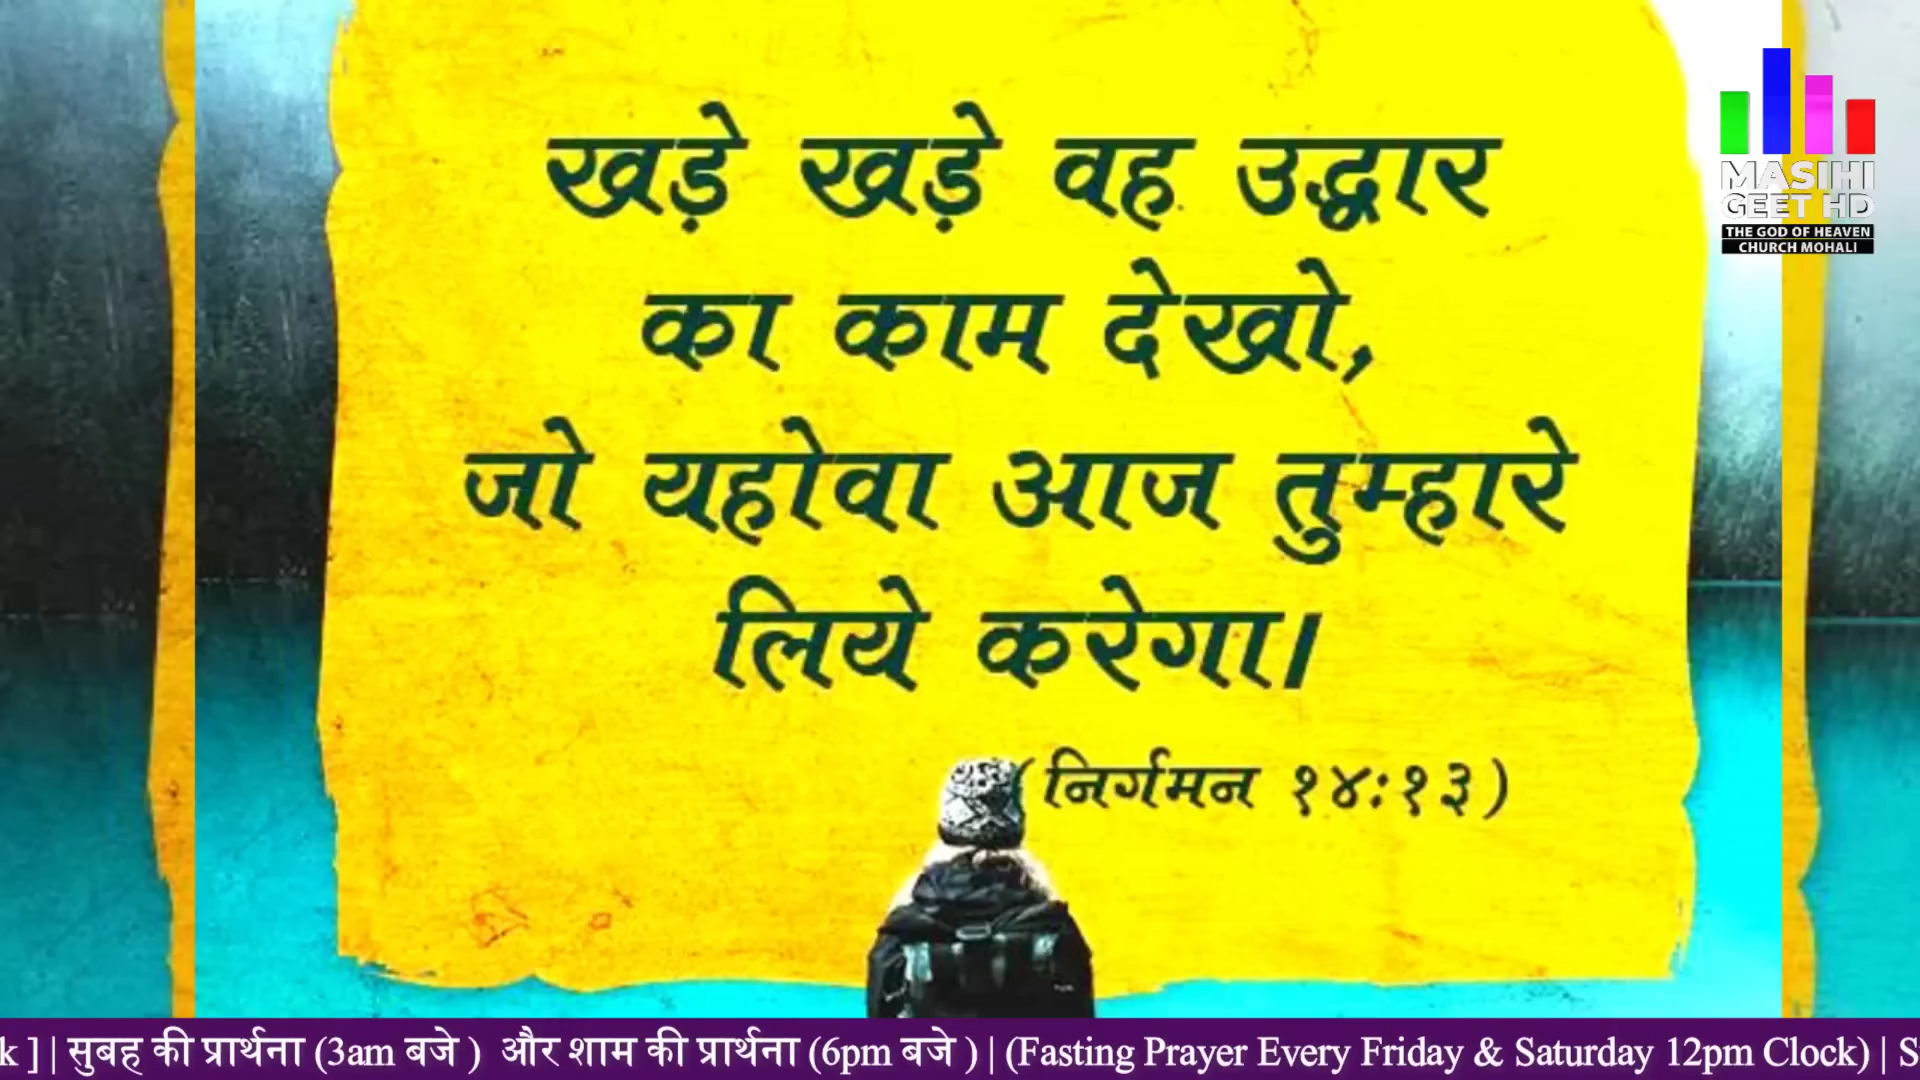 खड़े खड़े वह उद्धार
का काम देखो,
जो यहोवा आज तुम्हारे
लिये करेगा।
(निर्गमन १४:१३)
MASIHI
GEET HD
THE GOD OF HEAVEN
CHURCH MOHALI
k ] | सुबह की प्रार्थना (3am बजे ) और शाम की प्रार्थना (6pm बजे ) | (Fasting Prayer Every Friday & Saturday 12pm Clock) | S